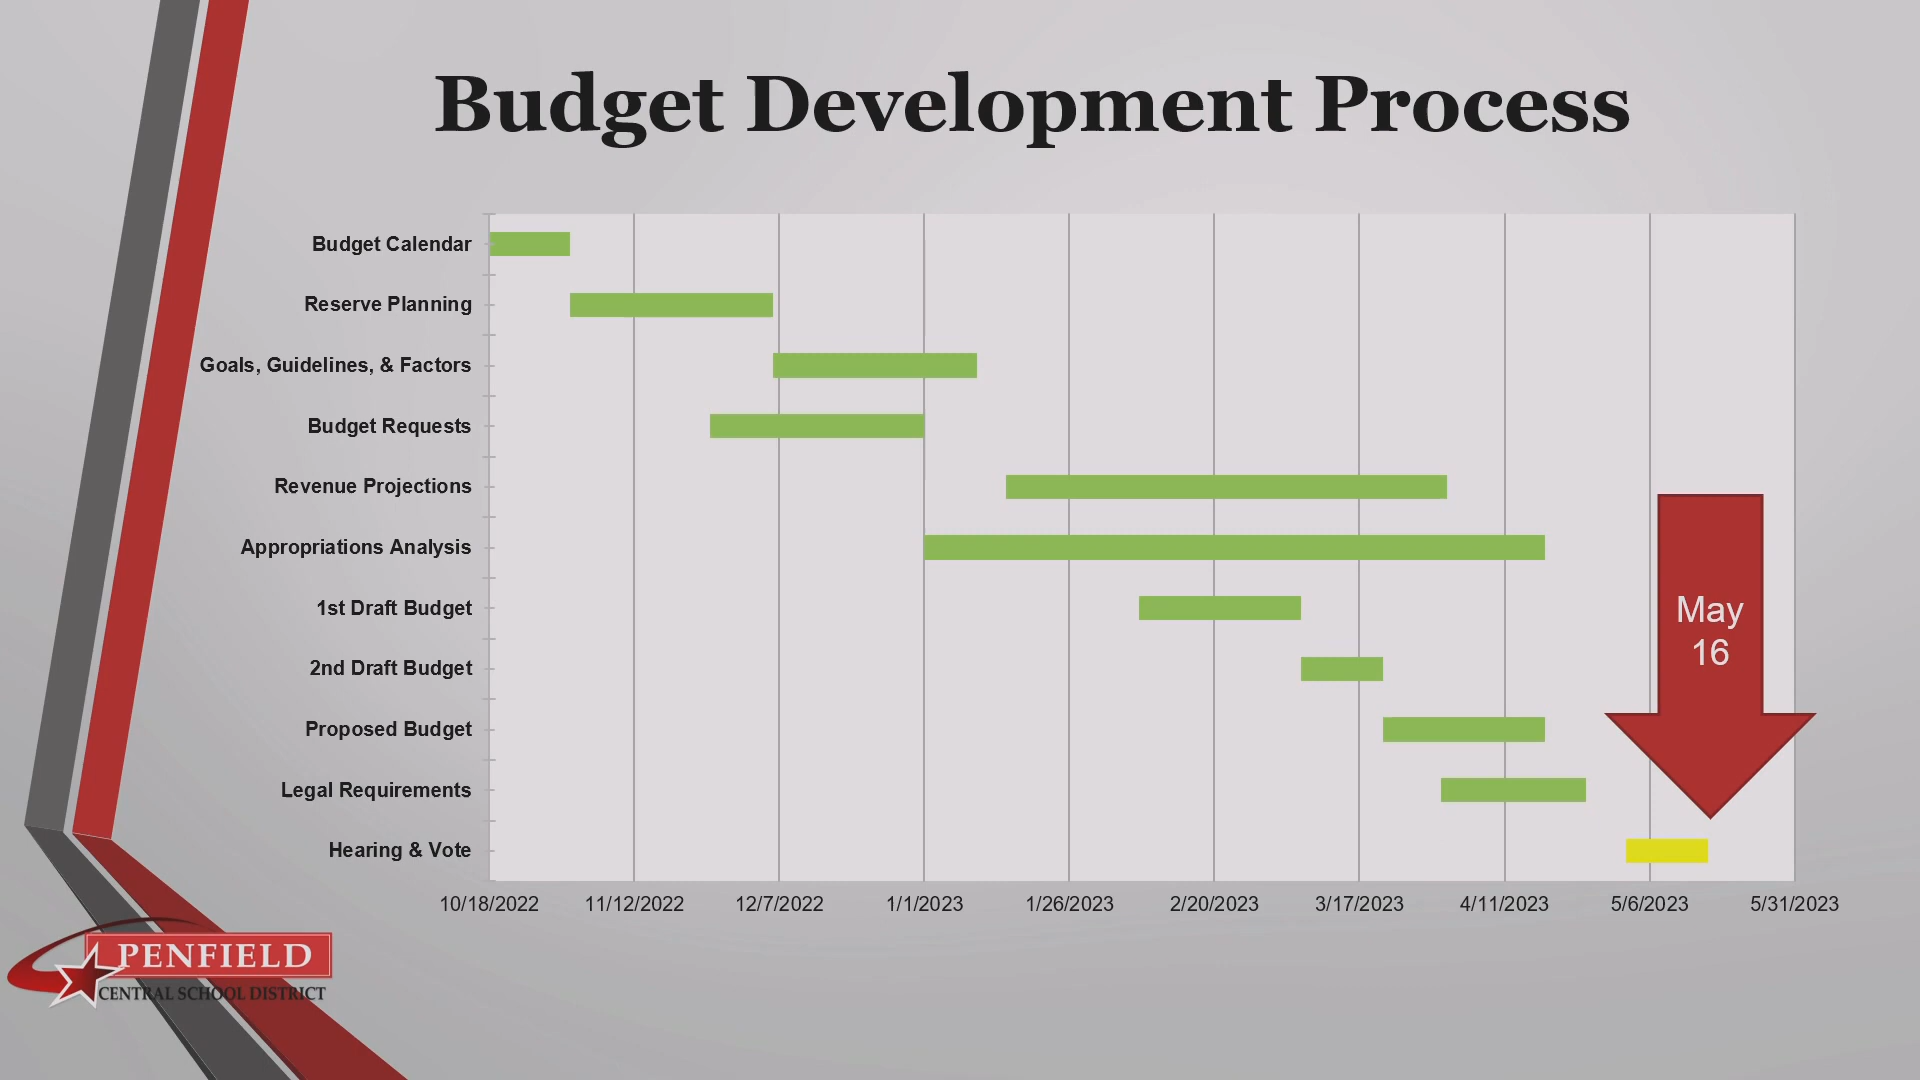 Budget Development Process
Budget Calendar
Reserve Planning
Goals, Guidelines, & Factors
Budget Requests
Revenue Projections
Appropriations Analysis
1st Draft Budget
2nd Draft Budget
Proposed Budget
Legal Requirements
Hearing & Vote
May
16
10/18/2022 11/12/2022 12/7/2022 1/1/2023 1/26/2023 2/20/2023 3/17/2023 4/11/2023 5/6/2023 5/31/2023
PENFIELD
CENTRAL SCHOOL DISTRICT